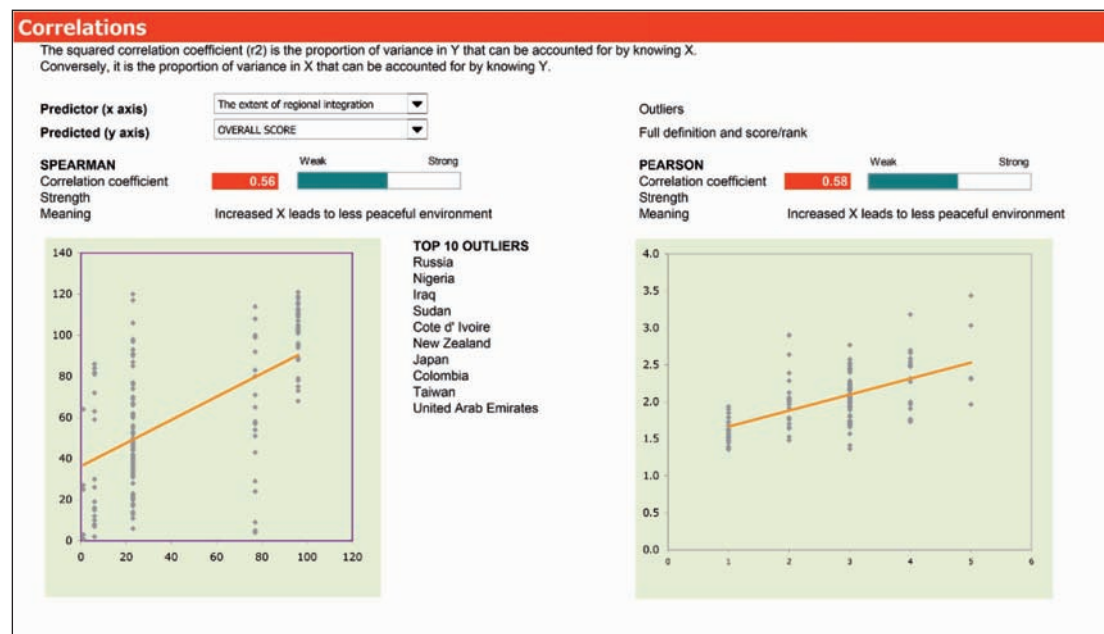 Correlations
The squared correlation coefficient (r2) is the proportion of variance in Y that can be accounted for by knowing X.
Conversely, it is the proportion of variance in X that can be accounted for by knowing Y.
Predictor (x axis) The extent of regional integration
Predicted (y axis) OVERALL SCORE
SPEARMAN Weak Strong
Correlation coefficient 0.56
Strength
Meaning Increased X leads to less peaceful environment
140
120
100
80
60
40
20
0
0 20 40 60 80 100 120
TOP 10 OUTLIERS
Russia
Nigeria
Iraq
Sudan
Cote d' Ivoire
New Zealand
Japan
Colombia
Taiwan
United Arab Emirates
Outliers
Full definition and score/rank
PEARSON Weak Strong
Correlation coefficient 0.58
Strength
Meaning Increased X leads to less peaceful environment
4.0
3.5
3.0
2.5
2.0
1.5
1.0
0.5
0.0
0 1 2 3 4 5 6